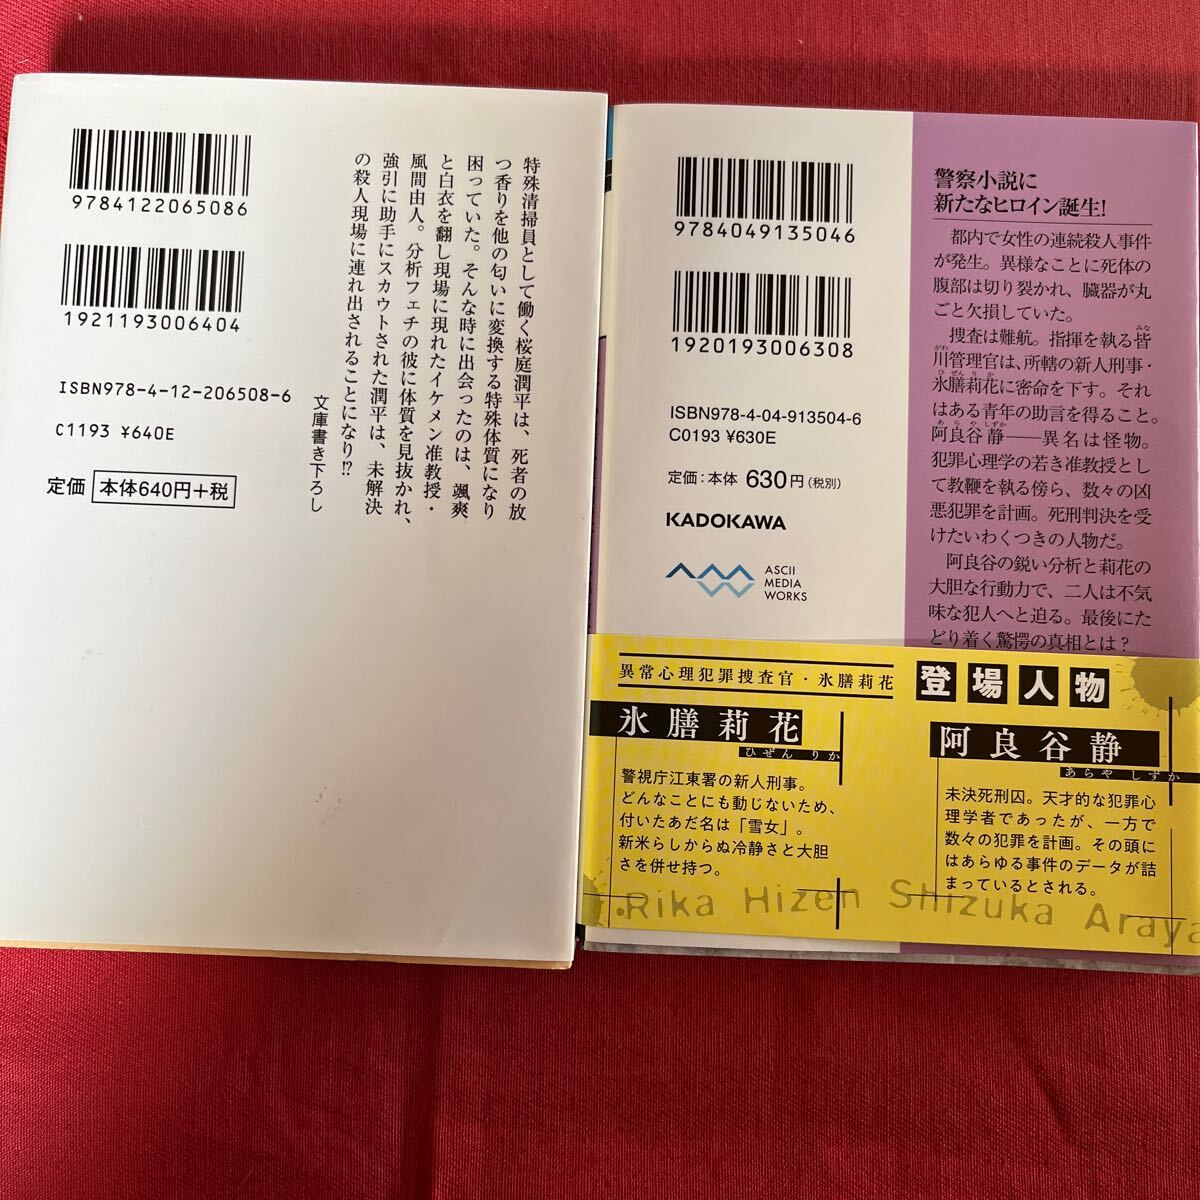 9784122065086
1921193006404
ISBN978-4-12-206508-6
C1193 ¥640E
定価 本体640円+税
特殊清掃員として働く桜庭潤平は、死者の放
つ香りを他の匂いに変換する特殊体質になり
困っていた。そんな時に出会ったのは、颯爽
と白衣を翻し現場に現れたイケメン准教授・
風間由人。分析フェチの彼に体質を見抜かれ、
強引に助手にスカウトされた潤平は、未解決
の殺人現場に連れ出されることになり!?
文庫書き下ろし
9784049135046
1920193006308
ISBN978-4-04-913504-6
C0193 ¥630E
定価:本体 630円(税別)
KADOKAWA
ASCII
MEDIA
WORKS
警察小説に
新たなヒロイン誕生!
都内で女性の連続殺人事件
が発生。異様なことに死体の
腹部は切り裂かれ、臓器が丸
ごと欠損していた。
捜査は難航。指揮を執る皆
みな
川管理官は、所轄の新人刑事・
がわ
氷膳莉花に密命を下す。それ
ひぜんりか
はある青年の助言を得ること。
阿良谷静――異名は怪物。
あらやしずか
犯罪心理学の若き准教授とし
て教鞭を執る傍ら、数々の凶
悪犯罪を計画。死刑判決を受
けたいわくつきの人物だ。
阿良谷の鋭い分析と莉花の
大胆な行動力で、二人は不気
味な犯人へと迫る。最後にた
どり着く驚愕の真相とは?
異常心理犯罪捜査官・氷膳莉花
登場人物
氷膳莉花
ひぜん りか
警視庁江東署の新人刑事。
どんなことにも動じないため、
付いたあだ名は「雪女」。
新米らしからぬ冷静さと大胆
さを併せ持つ。
阿良谷静
あらや しずか
未決死刑囚。天才的な犯罪心
理学者であったが、一方で
数々の犯罪を計画。その頭に
はあらゆる事件のデータが詰
まっているとされる。
Rika Hizen Shizuka Araya